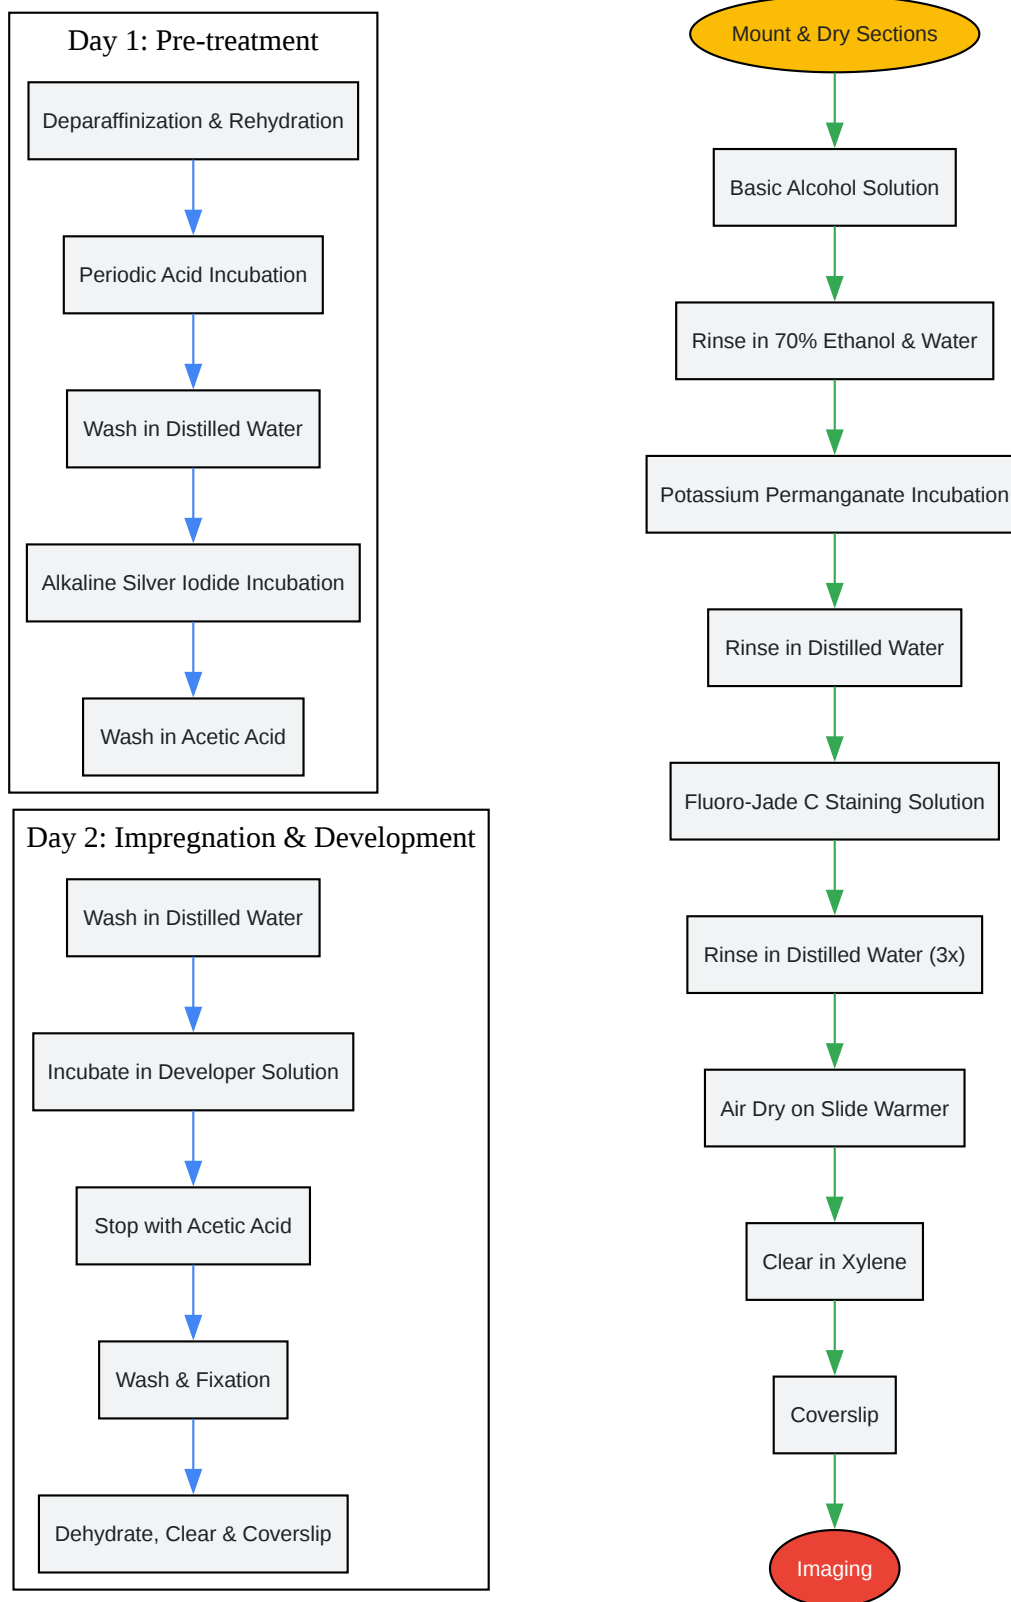 Day 1: Pre-treatment
Deparaffinization & Rehydration
Periodic Acid Incubation
Wash in Distilled Water
Alkaline Silver Iodide Incubation
Wash in Acetic Acid
Day 2: Impregnation & Development
Wash in Distilled Water
Incubate in Developer Solution
Stop with Acetic Acid
Wash & Fixation
Dehydrate, Clear & Coverslip
Mount & Dry Sections
Basic Alcohol Solution
Rinse in 70% Ethanol & Water
Potassium Permanganate Incubation
Rinse in Distilled Water
Fluoro-Jade C Staining Solution
Rinse in Distilled Water (3x)
Air Dry on Slide Warmer
Clear in Xylene
Coverslip
Imaging